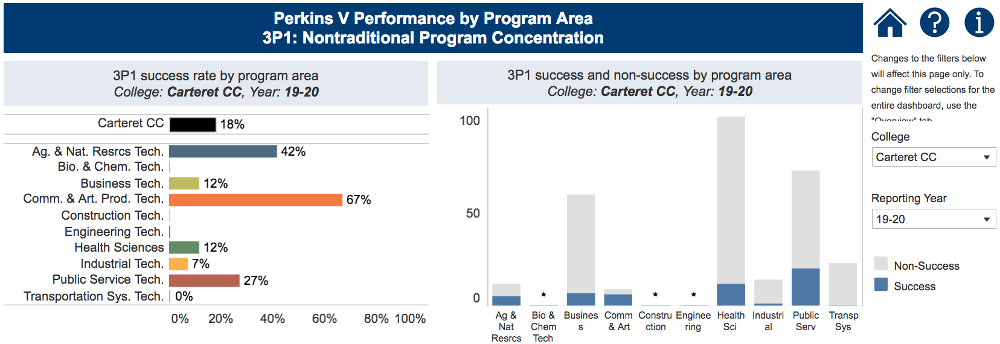 Perkins V Performance by Program Area
3P1: Nontraditional Program Concentration
3P1 success rate by program area
College: Carteret CC, Year: 19-20
Carteret CC 18%
Ag. & Nat. Resrcs Tech. 42%
Bio. & Chem. Tech.
Business Tech. 12%
Comm. & Art. Prod. Tech. 67%
Construction Tech.
Engineering Tech.
Health Sciences 12%
Industrial Tech. 7%
Public Service Tech. 27%
Transportation Sys. Tech. 0%
0% 20% 40% 60% 80% 100%
3P1 success and non-success by program area
College: Carteret CC, Year: 19-20
100
50
0
* * *
Ag & Bio & Busines Comm Constru Enginee Health Industri Public Transp
Nat Chem s & Art ction ring Sci al Serv Sys
Resrcs Tech
?
i
Changes to the filters below
will affect this page only. To
change filter selections for the
entire dashboard, use the
"Overview" tab
College
Carteret CC
Reporting Year
19-20
Non-Success
Success